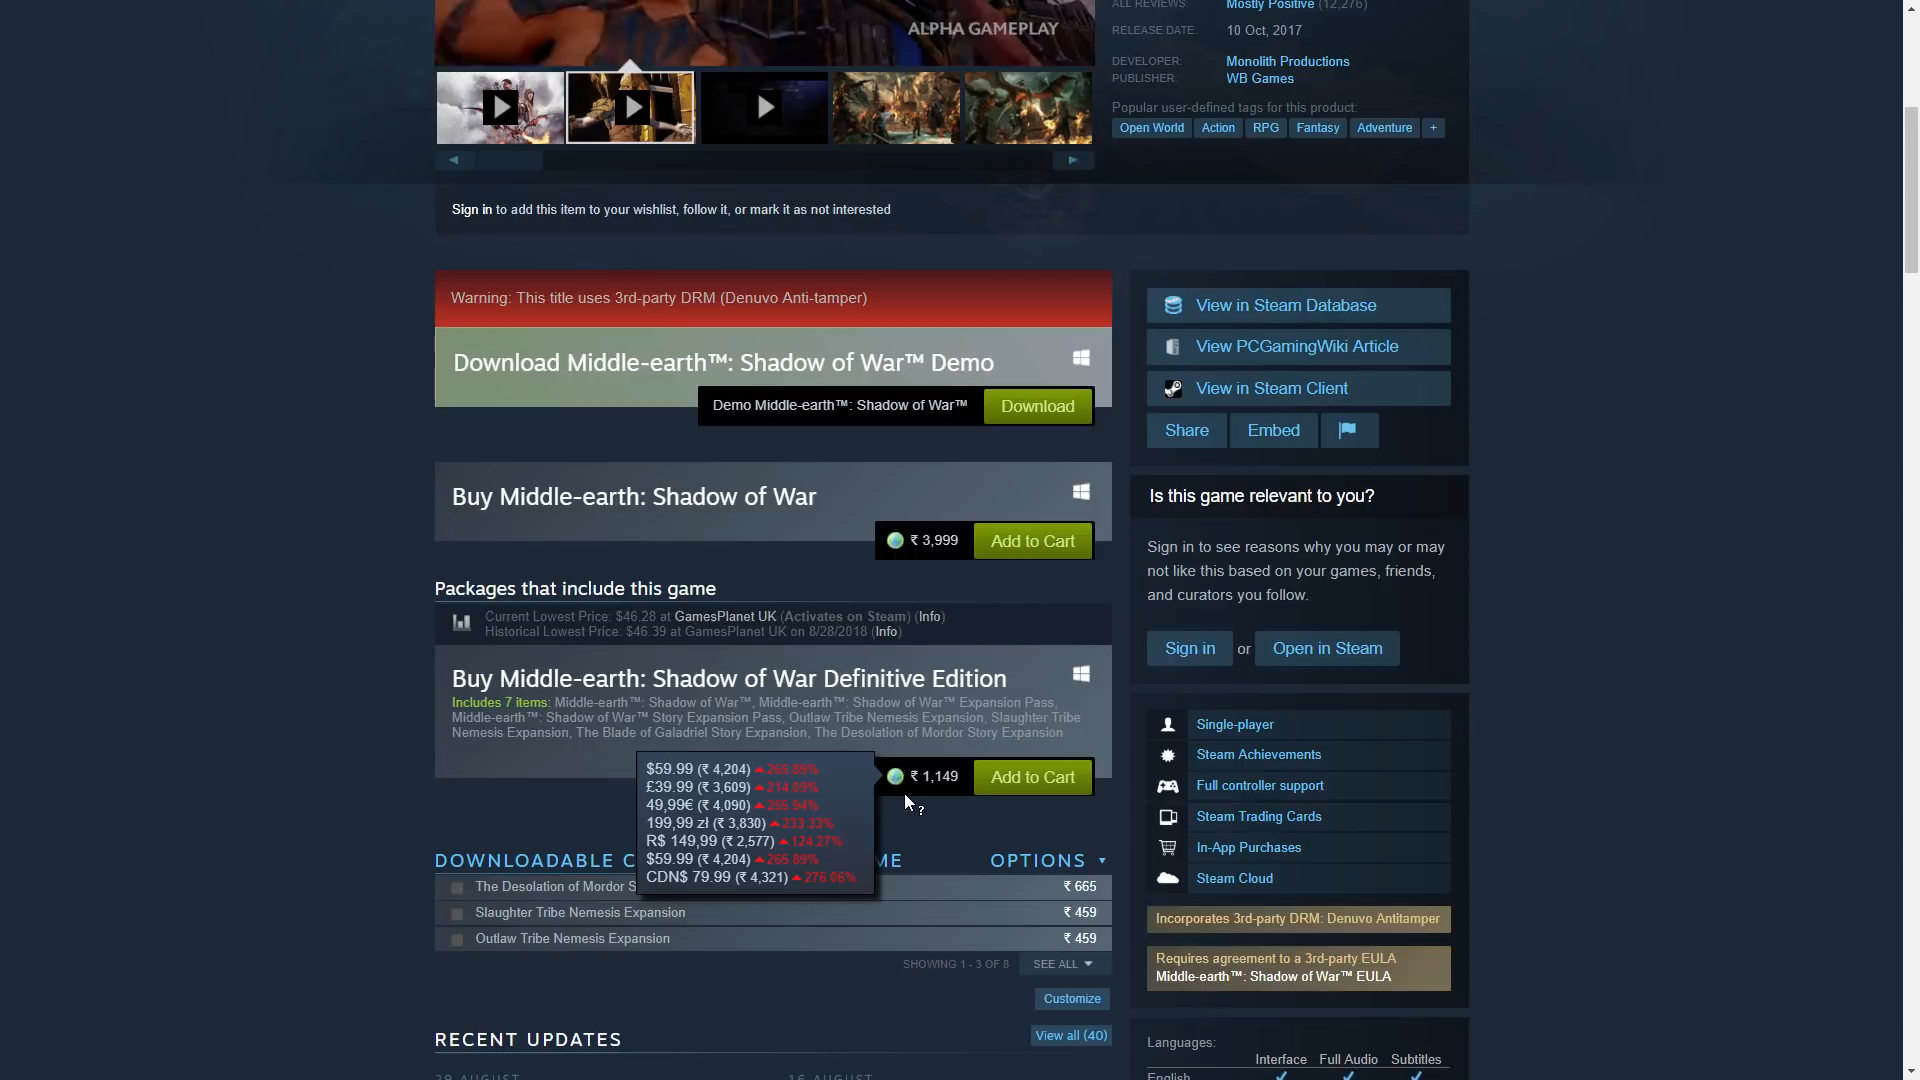 ALPHA GAMEPLAY
ALL REVIEWS: Mostly Positive (12,276)
RELEASE DATE: 10 Oct, 2017
DEVELOPER: Monolith Productions
PUBLISHER: WB Games
Popular user-defined tags for this product:
Open World Action RPG Fantasy Adventure +
Sign in to add this item to your wishlist, follow it, or mark it as not interested
Warning: This title uses 3rd-party DRM (Denuvo Anti-tamper)
Download Middle-earth™: Shadow of War™ Demo
Demo Middle-earth™: Shadow of War™ Download
Buy Middle-earth: Shadow of War
₹ 3,999 Add to Cart
Packages that include this game
Current Lowest Price: $46.28 at GamesPlanet UK (Activates on Steam) (Info)
Historical Lowest Price: $46.39 at GamesPlanet UK on 8/28/2018 (Info)
Buy Middle-earth: Shadow of War Definitive Edition
Includes 7 items: Middle-earth™: Shadow of War™, Middle-earth™: Shadow of War™ Expansion Pass,
Middle-earth™: Shadow of War™ Story Expansion Pass, Outlaw Tribe Nemesis Expansion, Slaughter Tribe
Nemesis Expansion, The Blade of Galadriel Story Expansion, The Desolation of Mordor Story Expansion
₹ 1,149 Add to Cart
$59.99 (₹ 4,204) 265.89%
£39.99 (₹ 3,609) 214.09%
49,99€ (₹ 4,090) 255.94%
199,99 zł (₹ 3,830) 233.33%
R$ 149,99 (₹ 2,577) 124.27%
$59.99 (₹ 4,204) 265.89%
CDN$ 79.99 (₹ 4,321) 276.06%
DOWNLOADABLE C ME OPTIONS
The Desolation of Mordor S ₹ 665
Slaughter Tribe Nemesis Expansion ₹ 459
Outlaw Tribe Nemesis Expansion ₹ 459
SHOWING 1 - 3 OF 8 SEE ALL
Customize
RECENT UPDATES View all (40)
29 AUGUST 16 AUGUST
View in Steam Database
View PCGamingWiki Article
View in Steam Client
Share Embed
Is this game relevant to you?
Sign in to see reasons why you may or may
not like this based on your games, friends,
and curators you follow.
Sign in or Open in Steam
Single-player
Steam Achievements
Full controller support
Steam Trading Cards
In-App Purchases
Steam Cloud
Incorporates 3rd-party DRM: Denuvo Antitamper
Requires agreement to a 3rd-party EULA
Middle-earth™: Shadow of War™ EULA
Languages:
Interface Full Audio Subtitles
English